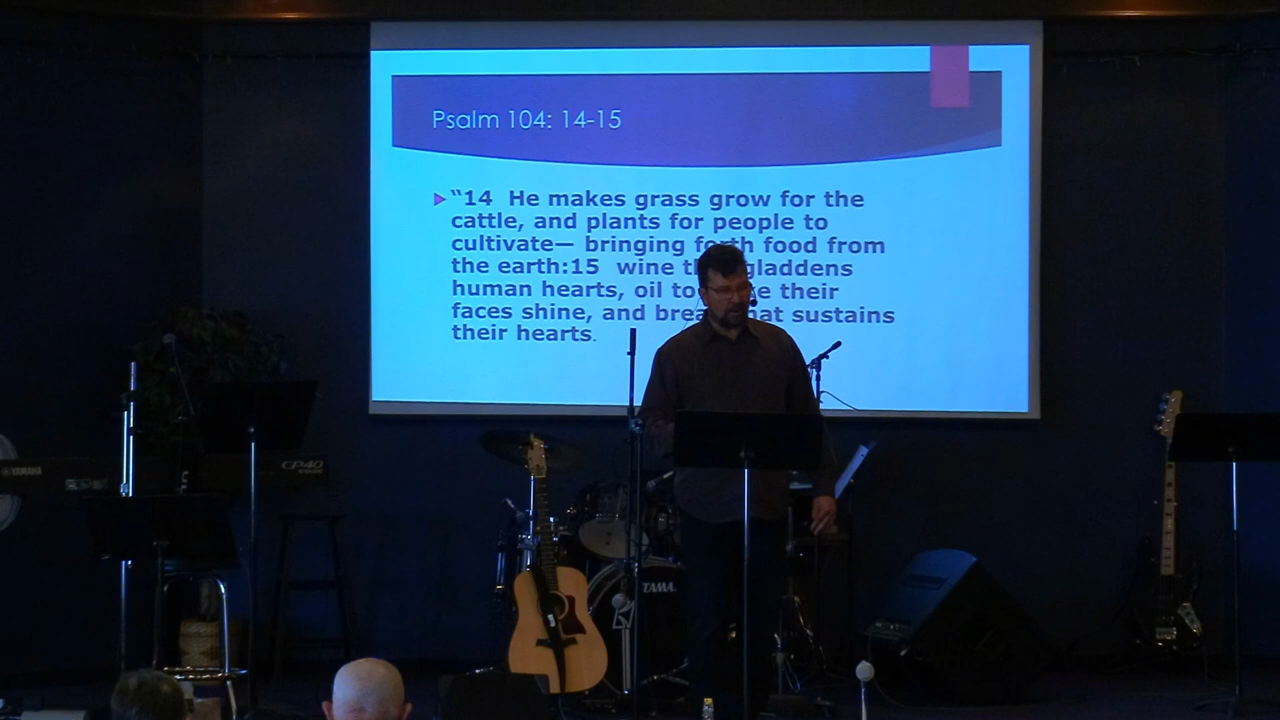 Psalm 104: 14-15
“14 He makes grass grow for the
cattle, and plants for people to
cultivate— bringing forth food from
the earth:15 wine gladdens
human hearts, oil to their
faces shine, and that sustains
their hearts.
YAMAHA
CP40
TAMA